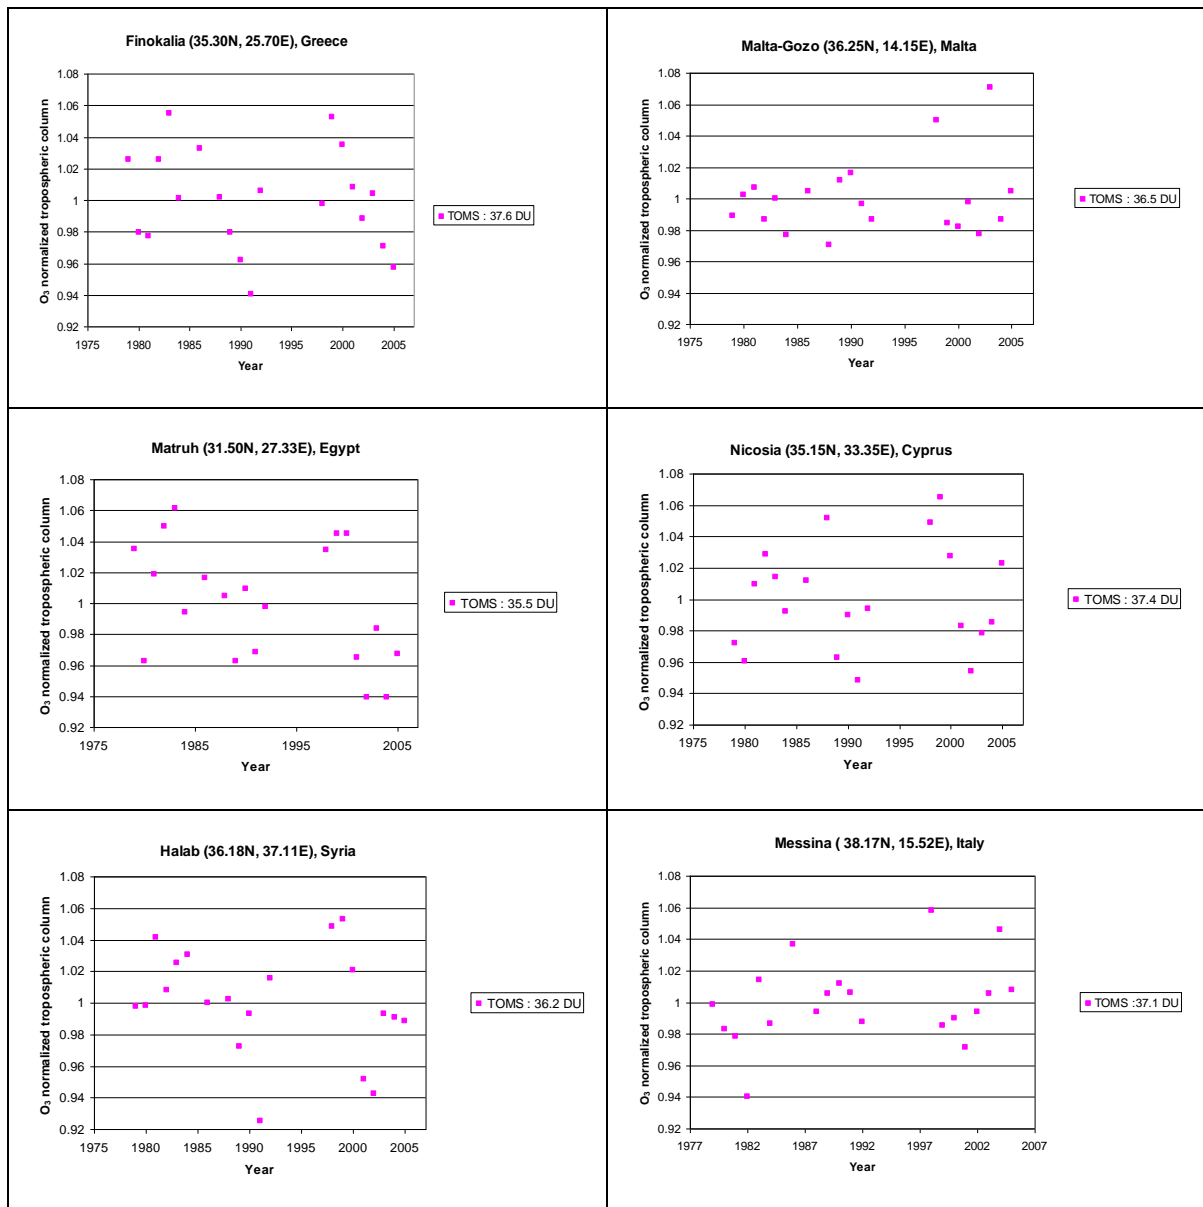 Finokalia (35.30N, 25.70E), Greece
O3 normalized tropospheric column
1.08
1.06
1.04
1.02
1
0.98
0.96
0.94
0.92
1975 1980 1985 1990 1995 2000 2005
Year
TOMS : 37.6 DU
Malta-Gozo (36.25N, 14.15E), Malta
O3 normalized tropospheric column
1.08
1.06
1.04
1.02
1
0.98
0.96
0.94
0.92
1975 1980 1985 1990 1995 2000 2005
Year
TOMS : 36.5 DU
Matruh (31.50N, 27.33E), Egypt
O3 normalized tropospheric column
1.08
1.06
1.04
1.02
1
0.98
0.96
0.94
0.92
1975 1985 1995 2005
Year
TOMS : 35.5 DU
Nicosia (35.15N, 33.35E), Cyprus
O3 normalized tropospheric column
1.08
1.06
1.04
1.02
1
0.98
0.96
0.94
0.92
1975 1980 1985 1990 1995 2000 2005
Year
TOMS : 37.4 DU
Halab (36.18N, 37.11E), Syria
O3 normalized tropospheric column
1.08
1.06
1.04
1.02
1
0.98
0.96
0.94
0.92
1975 1980 1985 1990 1995 2000 2005
Year
TOMS : 36.2 DU
Messina ( 38.17N, 15.52E), Italy
O3 normalized tropospheric column
1.08
1.06
1.04
1.02
1
0.98
0.96
0.94
0.92
1977 1982 1987 1992 1997 2002 2007
Year
TOMS :37.1 DU